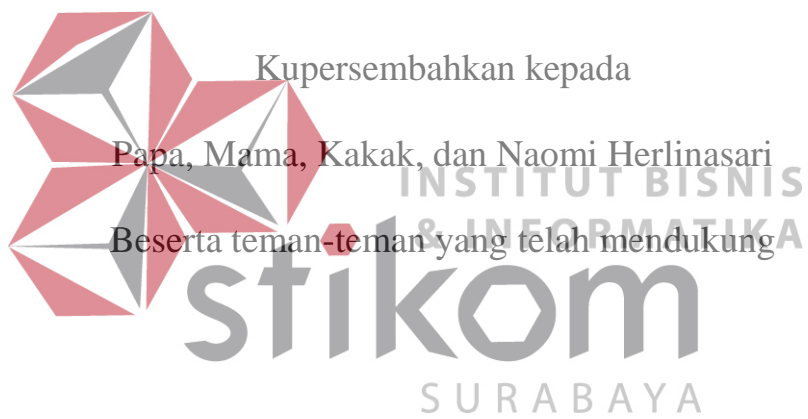 Kupersembahkan kepada
Papa, Mama, Kakak, dan Naomi Herlinasari
INSTITUT BISNIS
Beserta teman-teman yang telah mendukung
& INFORMATIKA
stikom
SURABAYA